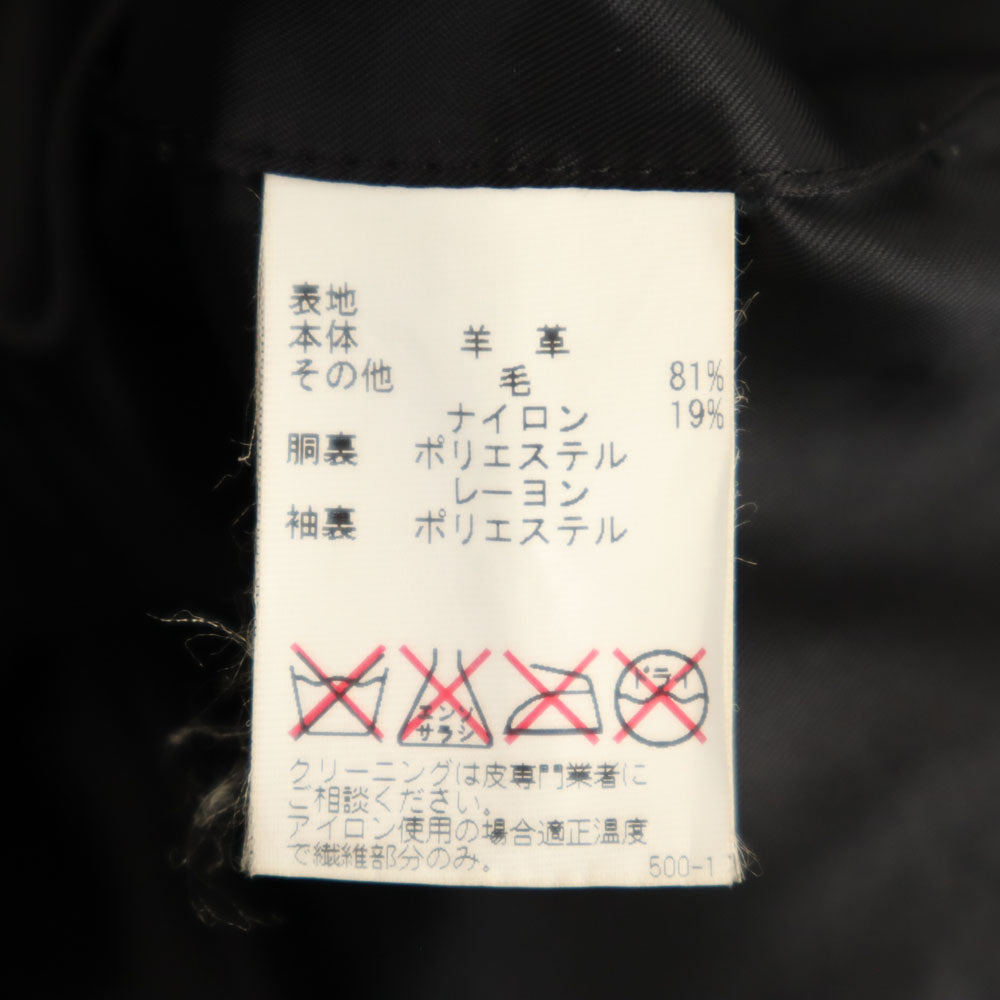 表地
本体 羊 革
その他 毛 81%
ナイロン 19%
胴裏 ポリエステル
レーヨン
袖裏 ポリエステル
エンソ サラシ
ドライ
クリーニングは皮専門業者に
ご相談ください。
アイロン使用の場合適正温度
で繊維部分のみ。
500-1